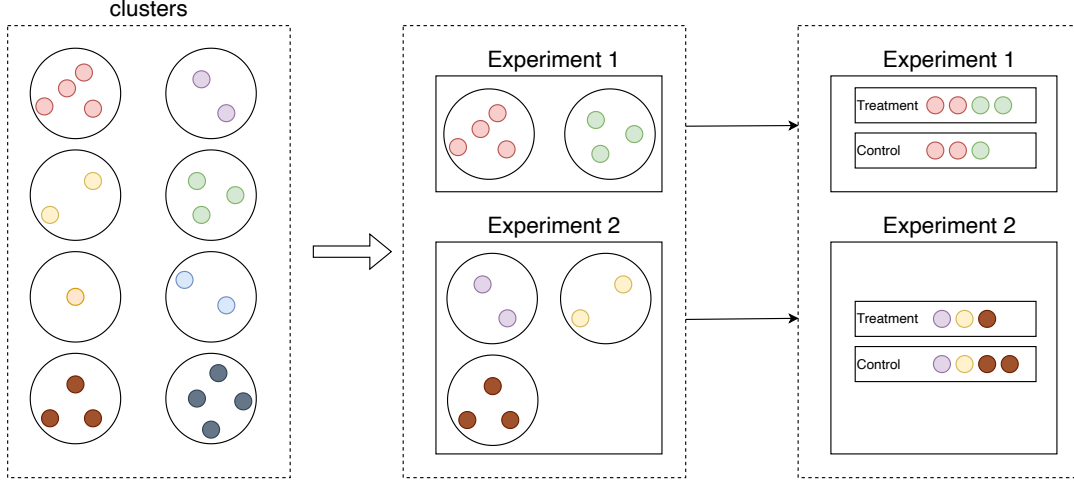 clusters
Experiment 1
Experiment 2
Experiment 1
Treatment
Control
Experiment 2
Treatment
Control